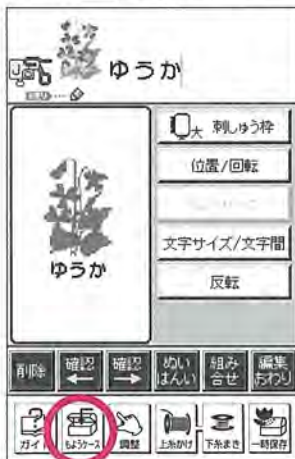 ゆうか
大 刺しゅう枠
位置/回転
ゆうか
文字サイズ/文字間
反転
削除 確認 確認 ぬい 組み 編集
← → はんい 合せ おわり
ガイド もようケース 調整 上糸かけ 下糸まき 一時保存